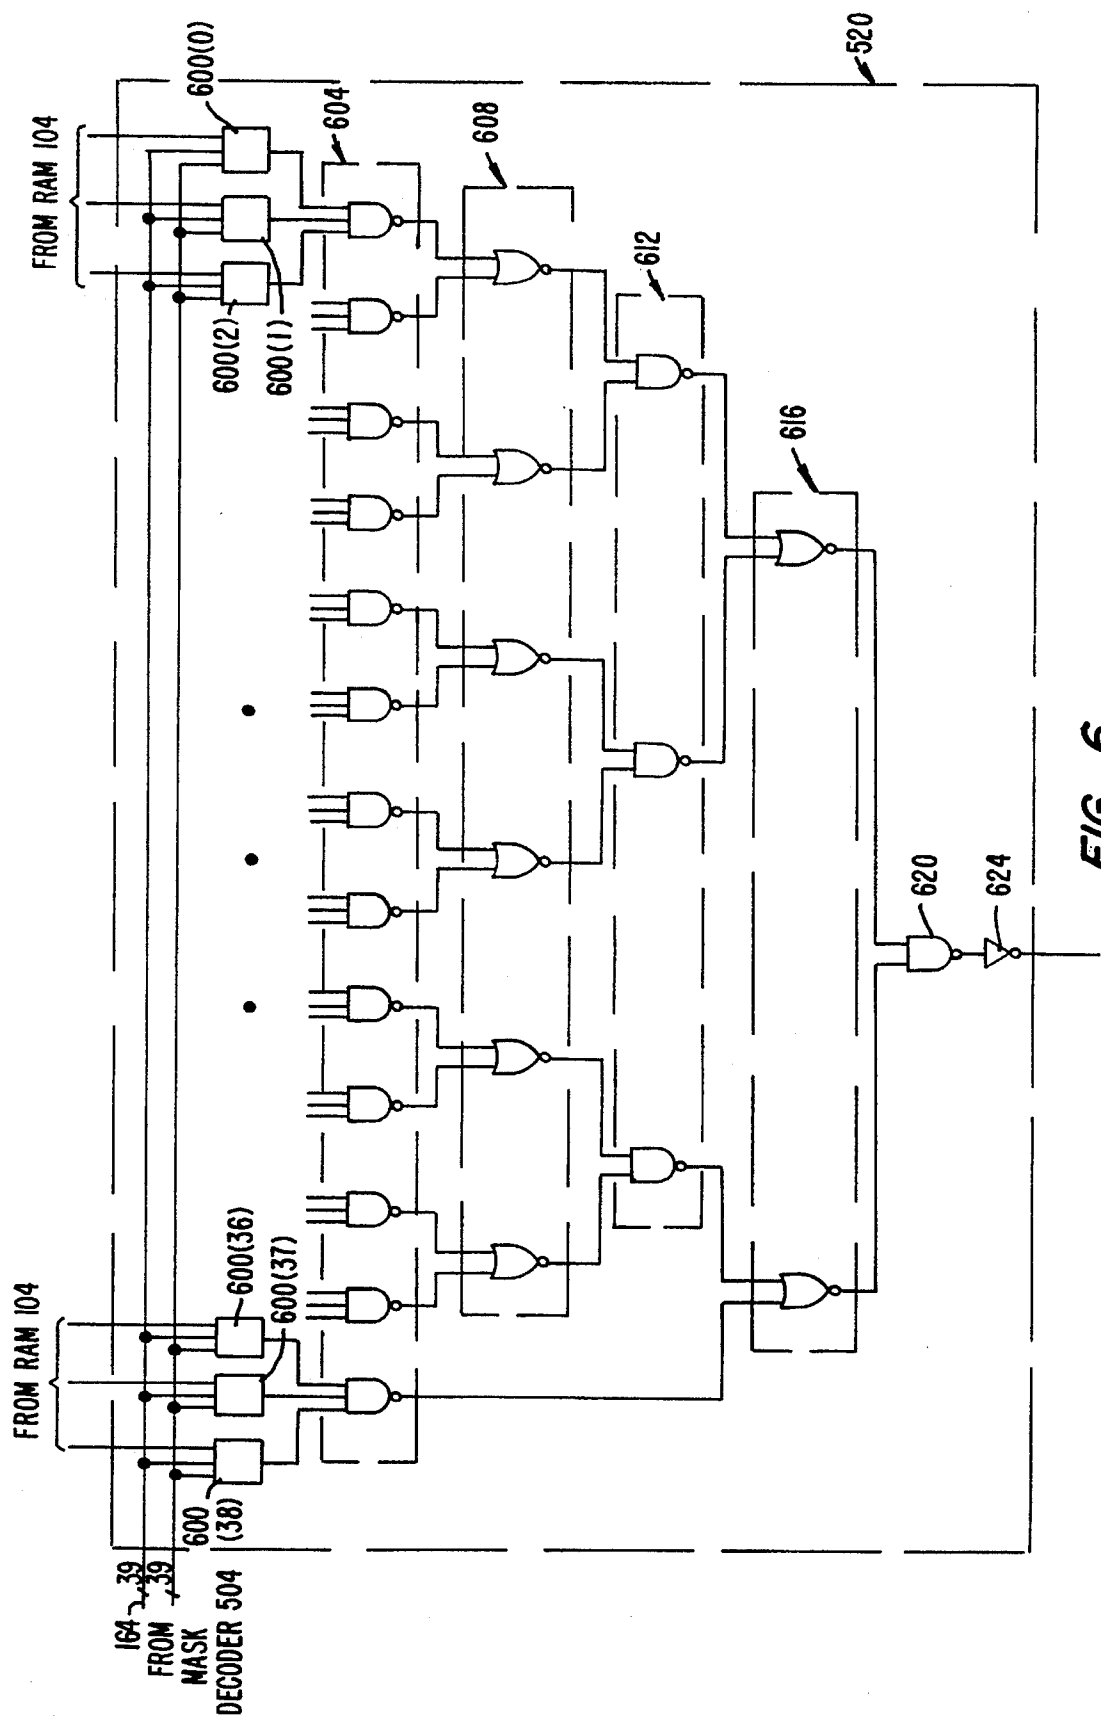 FROM RAM 104
FROM RAM 104
164
39
39
FROM
MASK
DECODER 504
600
(38)
600(37)
600(36)
600(2)
600(1)
600(0)
604
608
612
616
620
624
520
FIG. 6